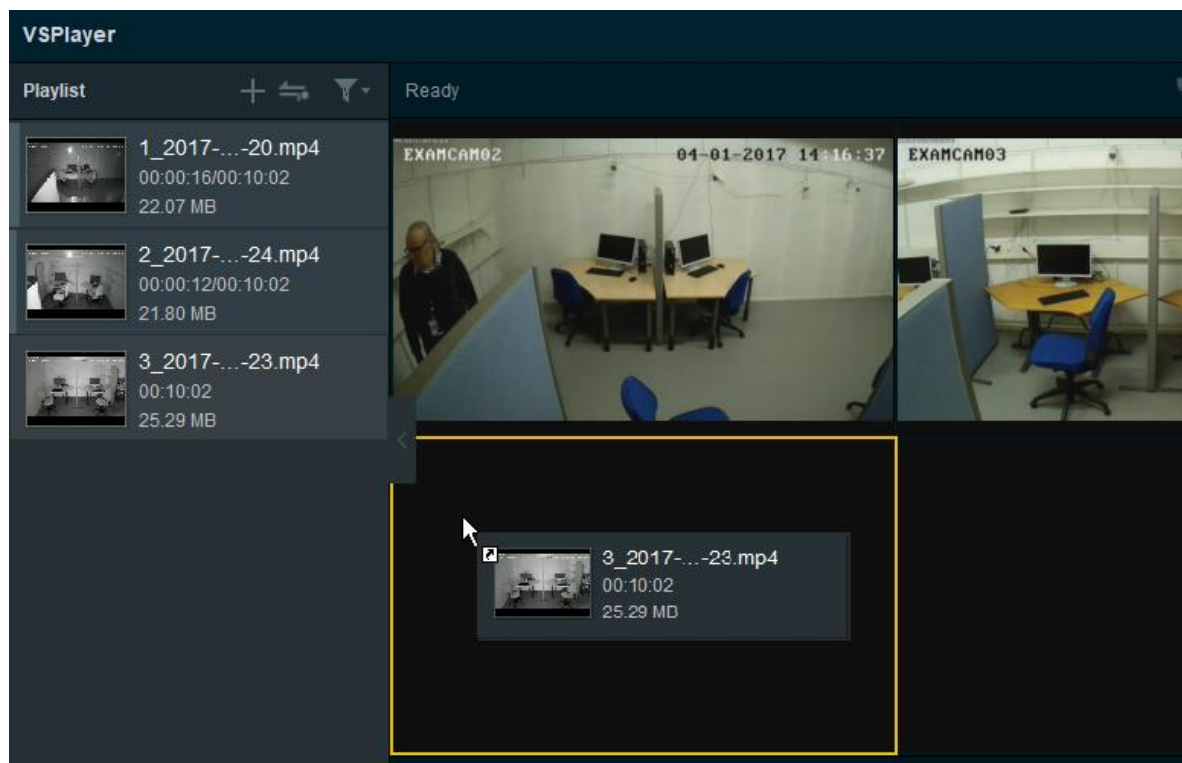 VSPlayer
Playlist
Ready
1_2017-...-20.mp4
00:00:16/00:10:02
22.07 MB
2_2017-...-24.mp4
00:00:12/00:10:02
21.80 MB
3_2017-...-23.mp4
00:10:02
25.29 MB
EXAMCAM02 04-01-2017 14:16:37
EXAMCAM03
3_2017-...-23.mp4
00:10:02
25.29 MB